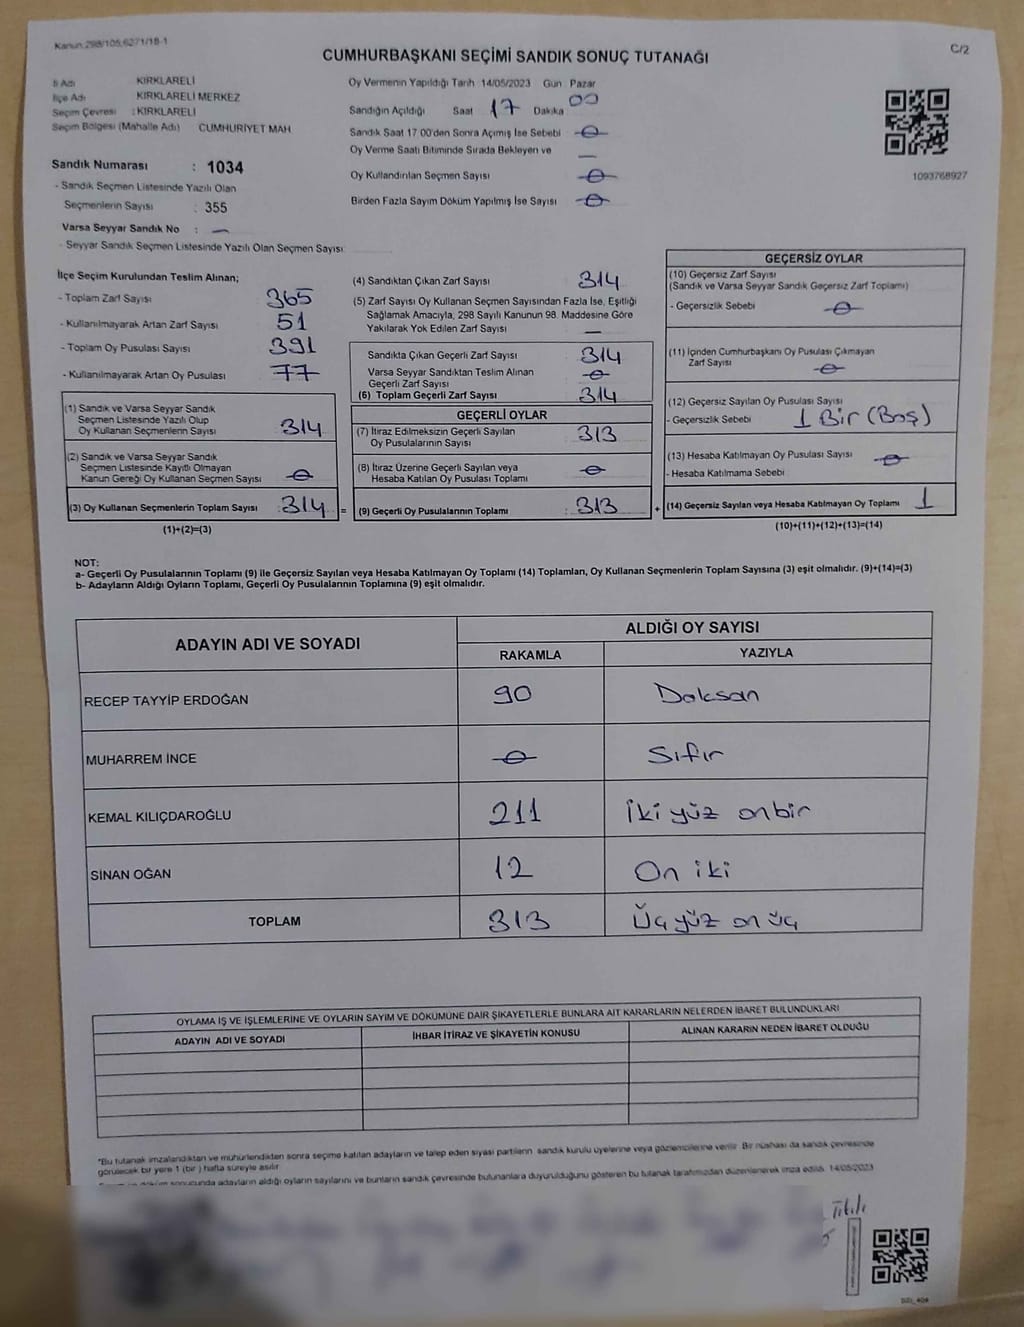 Kanun:298/105,6271/18-1
C/2
CUMHURBAŞKANI SEÇİMİ SANDIK SONUÇ TUTANAĞI
İl Adı KIRKLARELİ
İlçe Adı KIRKLARELİ MERKEZ
Seçim Çevresi : KIRKLARELİ
Seçim Bölgesi (Mahalle Adı) CUMHURİYET MAH
Sandık Numarası : 1034
- Sandık Seçmen Listesinde Yazılı Olan
Seçmenlerin Sayısı : 355
Varsa Seyyar Sandık No : —
- Seyyar Sandık Seçmen Listesinde Yazılı Olan Seçmen Sayısı:
Oy Vermenin Yapıldığı Tarih 14/05/2023 Gün Pazar
Sandığın Açıldığı Saat 17 Dakika 00
Sandık Saat 17:00'den Sonra Açımış İse Sebebi 0
Oy Verme Saati Bitiminde Sırada Bekleyen ve —
Oy Kullandırılan Seçmen Sayısı 0
Birden Fazla Sayım Döküm Yapılmış İse Sayısı 0
1093768927
İlçe Seçim Kurulundan Teslim Alınan;
- Toplam Zarf Sayısı 365
- Kullanılmayarak Artan Zarf Sayısı 51
- Toplam Oy Pusulası Sayısı 391
- Kullanılmayarak Artan Oy Pusulası 77
(1) Sandık ve Varsa Seyyar Sandık
Seçmen Listesinde Yazılı Olup
Oy Kullanan Seçmenlerin Sayısı 314
(2) Sandık ve Varsa Seyyar Sandık
Seçmen Listesinde Kayıtlı Olmayan
Kanun Gereği Oy Kullanan Seçmen Sayısı 0
(3) Oy Kullanan Seçmenlerin Toplam Sayısı :314 =
(1)+(2)=(3)
(4) Sandıktan Çıkan Zarf Sayısı 314
(5) Zarf Sayısı Oy Kullanan Seçmen Sayısından Fazla İse, Eşitliği
Sağlamak Amacıyla, 298 Sayılı Kanunun 98. Maddesine Göre
Yakılarak Yok Edilen Zarf Sayısı —
Sandıkta Çıkan Geçerli Zarf Sayısı 314
Varsa Seyyar Sandıktan Teslim Alınan
Geçerli Zarf Sayısı 0
(6) Toplam Geçerli Zarf Sayısı 314
GEÇERLİ OYLAR
(7) İtiraz Edilmeksizin Geçerli Sayılan
Oy Pusulalarının Sayısı 313
(8) İtiraz Üzerine Geçerli Sayılan veya
Hesaba Katılan Oy Pusulası Toplamı 0
(9) Geçerli Oy Pusulalarının Toplamı : 313 +
GEÇERSİZ OYLAR
(10) Geçersiz Zarf Sayısı
(Sandık ve Varsa Seyyar Sandık Geçersiz Zarf Toplamı)
- Geçersizlik Sebebi 0
(11) İçinden Cumhurbaşkanı Oy Pusulası Çıkmayan
Zarf Sayısı 0
(12) Geçersiz Sayılan Oy Pusulası Sayısı
- Geçersizlik Sebebi 1 Bir (Boş)
(13) Hesaba Katılmayan Oy Pusulası Sayısı 0
- Hesaba Katılmama Sebebi
(14) Geçersiz Sayılan veya Hesaba Katılmayan Oy Toplamı 1
(10)+(11)+(12)+(13)=(14)
NOT:
a- Geçerli Oy Pusulalarının Toplamı (9) ile Geçersiz Sayılan veya Hesaba Katılmayan Oy Toplamı (14) Toplamları, Oy Kullanan Seçmenlerin Toplam Sayısına (3) eşit olmalıdır. (9)+(14)=(3)
b- Adayların Aldığı Oyların Toplamı, Geçerli Oy Pusulalarının Toplamına (9) eşit olmalıdır.
ADAYIN ADI VE SOYADI
ALDIĞI OY SAYISI
RAKAMLA YAZIYLA
RECEP TAYYİP ERDOĞAN 90 Doksan
MUHARREM İNCE 0 Sıfır
KEMAL KILIÇDAROĞLU 211 İki yüz on bir
SİNAN OĞAN 12 On iki
TOPLAM 313 Üç yüz on üç
OYLAMA İŞ VE İŞLEMLERİNE VE OYLARIN SAYIM VE DÖKÜMÜNE DAİR ŞİKAYETLERLE BUNLARA AİT KARARLARIN NELERDEN İBARET BULUNDUKLARI
ADAYIN ADI VE SOYADI İHBAR İTİRAZ VE ŞİKAYETİN KONUSU ALINAN KARARIN NEDEN İBARET OLDUĞU
*Bu tutanak imzalandıktan ve mühürlendikten sonra seçime katılan adayların ve talep eden siyasi partilerin sandık kurulu üyelerine veya gözlemcilerine verilir. Bir nüshası da sandık çevresinde
görülecek bir yere 1 (bir) hafta süreyle asılır.
sonucunda adayların aldığı oyların sayılarını ve bunların sandık çevresinde bulunanlara duyurulduğunu gösteren bu tutanak tarafımızdan düzenlenerek imza edildi. 14/05/2023